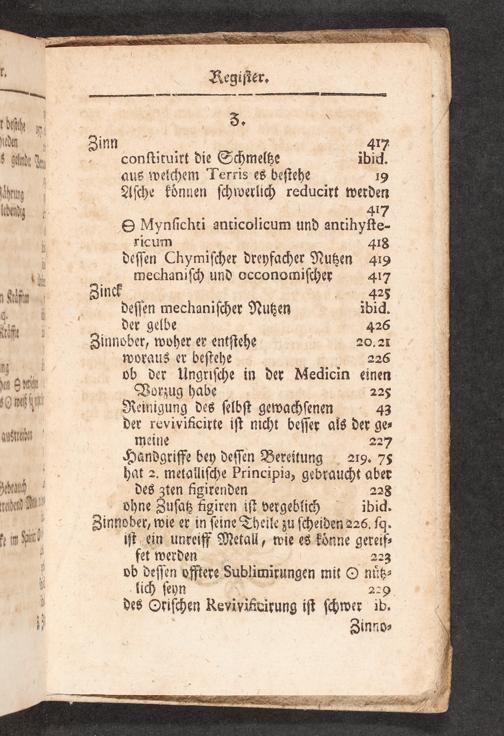 Register.
Z.
Zinn 417
constituirt die Schmeltze ibid.
aus welchem Terris es bestehe 19
Asche können schwerlich reducirt werden
417
🜔 Mynsichti anticolicum und antihyste-
ricum 418
dessen Chymischer dreyfacher Nutzen 419
mechanisch und occonomischer 417
Zinck 425
dessen mechanischer Nutzen ibid.
der gelbe 426
Zinnober, woher er entstehe 20.21
woraus er bestehe 226
ob der Ungrische in der Medicin einen
Vorzug habe 225
Reinigung des selbst gewachsenen 43
der revivificirte ist nicht besser als der ge-
meine 227
Handgriffe bey dessen Bereitung 219. 75
hat 2. metallische Principia, gebraucht aber
des 3ten figirenden 228
ohne Zusatz figiren ist vergeblich ibid.
Zinnober, wie er in seine Theile zu scheiden 226. sq.
ist ein unreiff Metall, wie es könne gereif-
fet werden 223
ob dessen offtere Sublimirungen mit ☉ nütz-
lich seyn 229
des ☉rischen Revivificirung ist schwer ib.
Zinno-